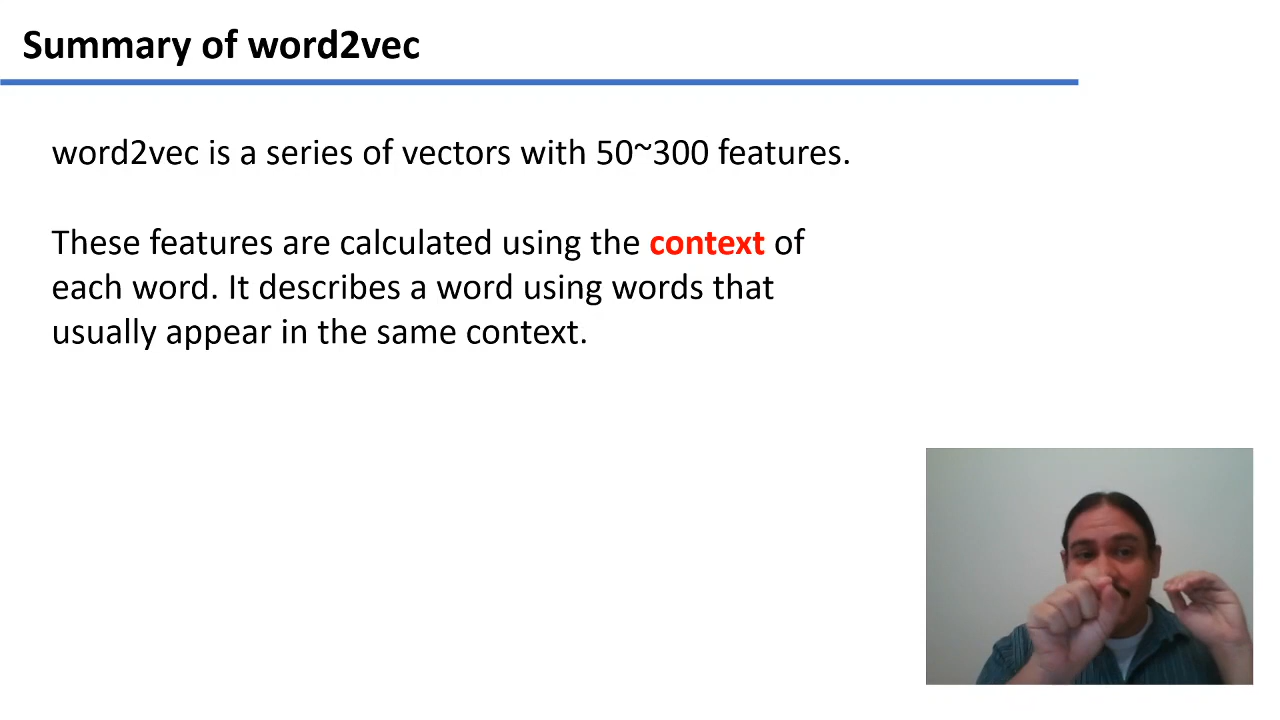 Summary of word2vec
word2vec is a series of vectors with 50~300 features.
These features are calculated using the context of
each word. It describes a word using words that
usually appear in the same context.